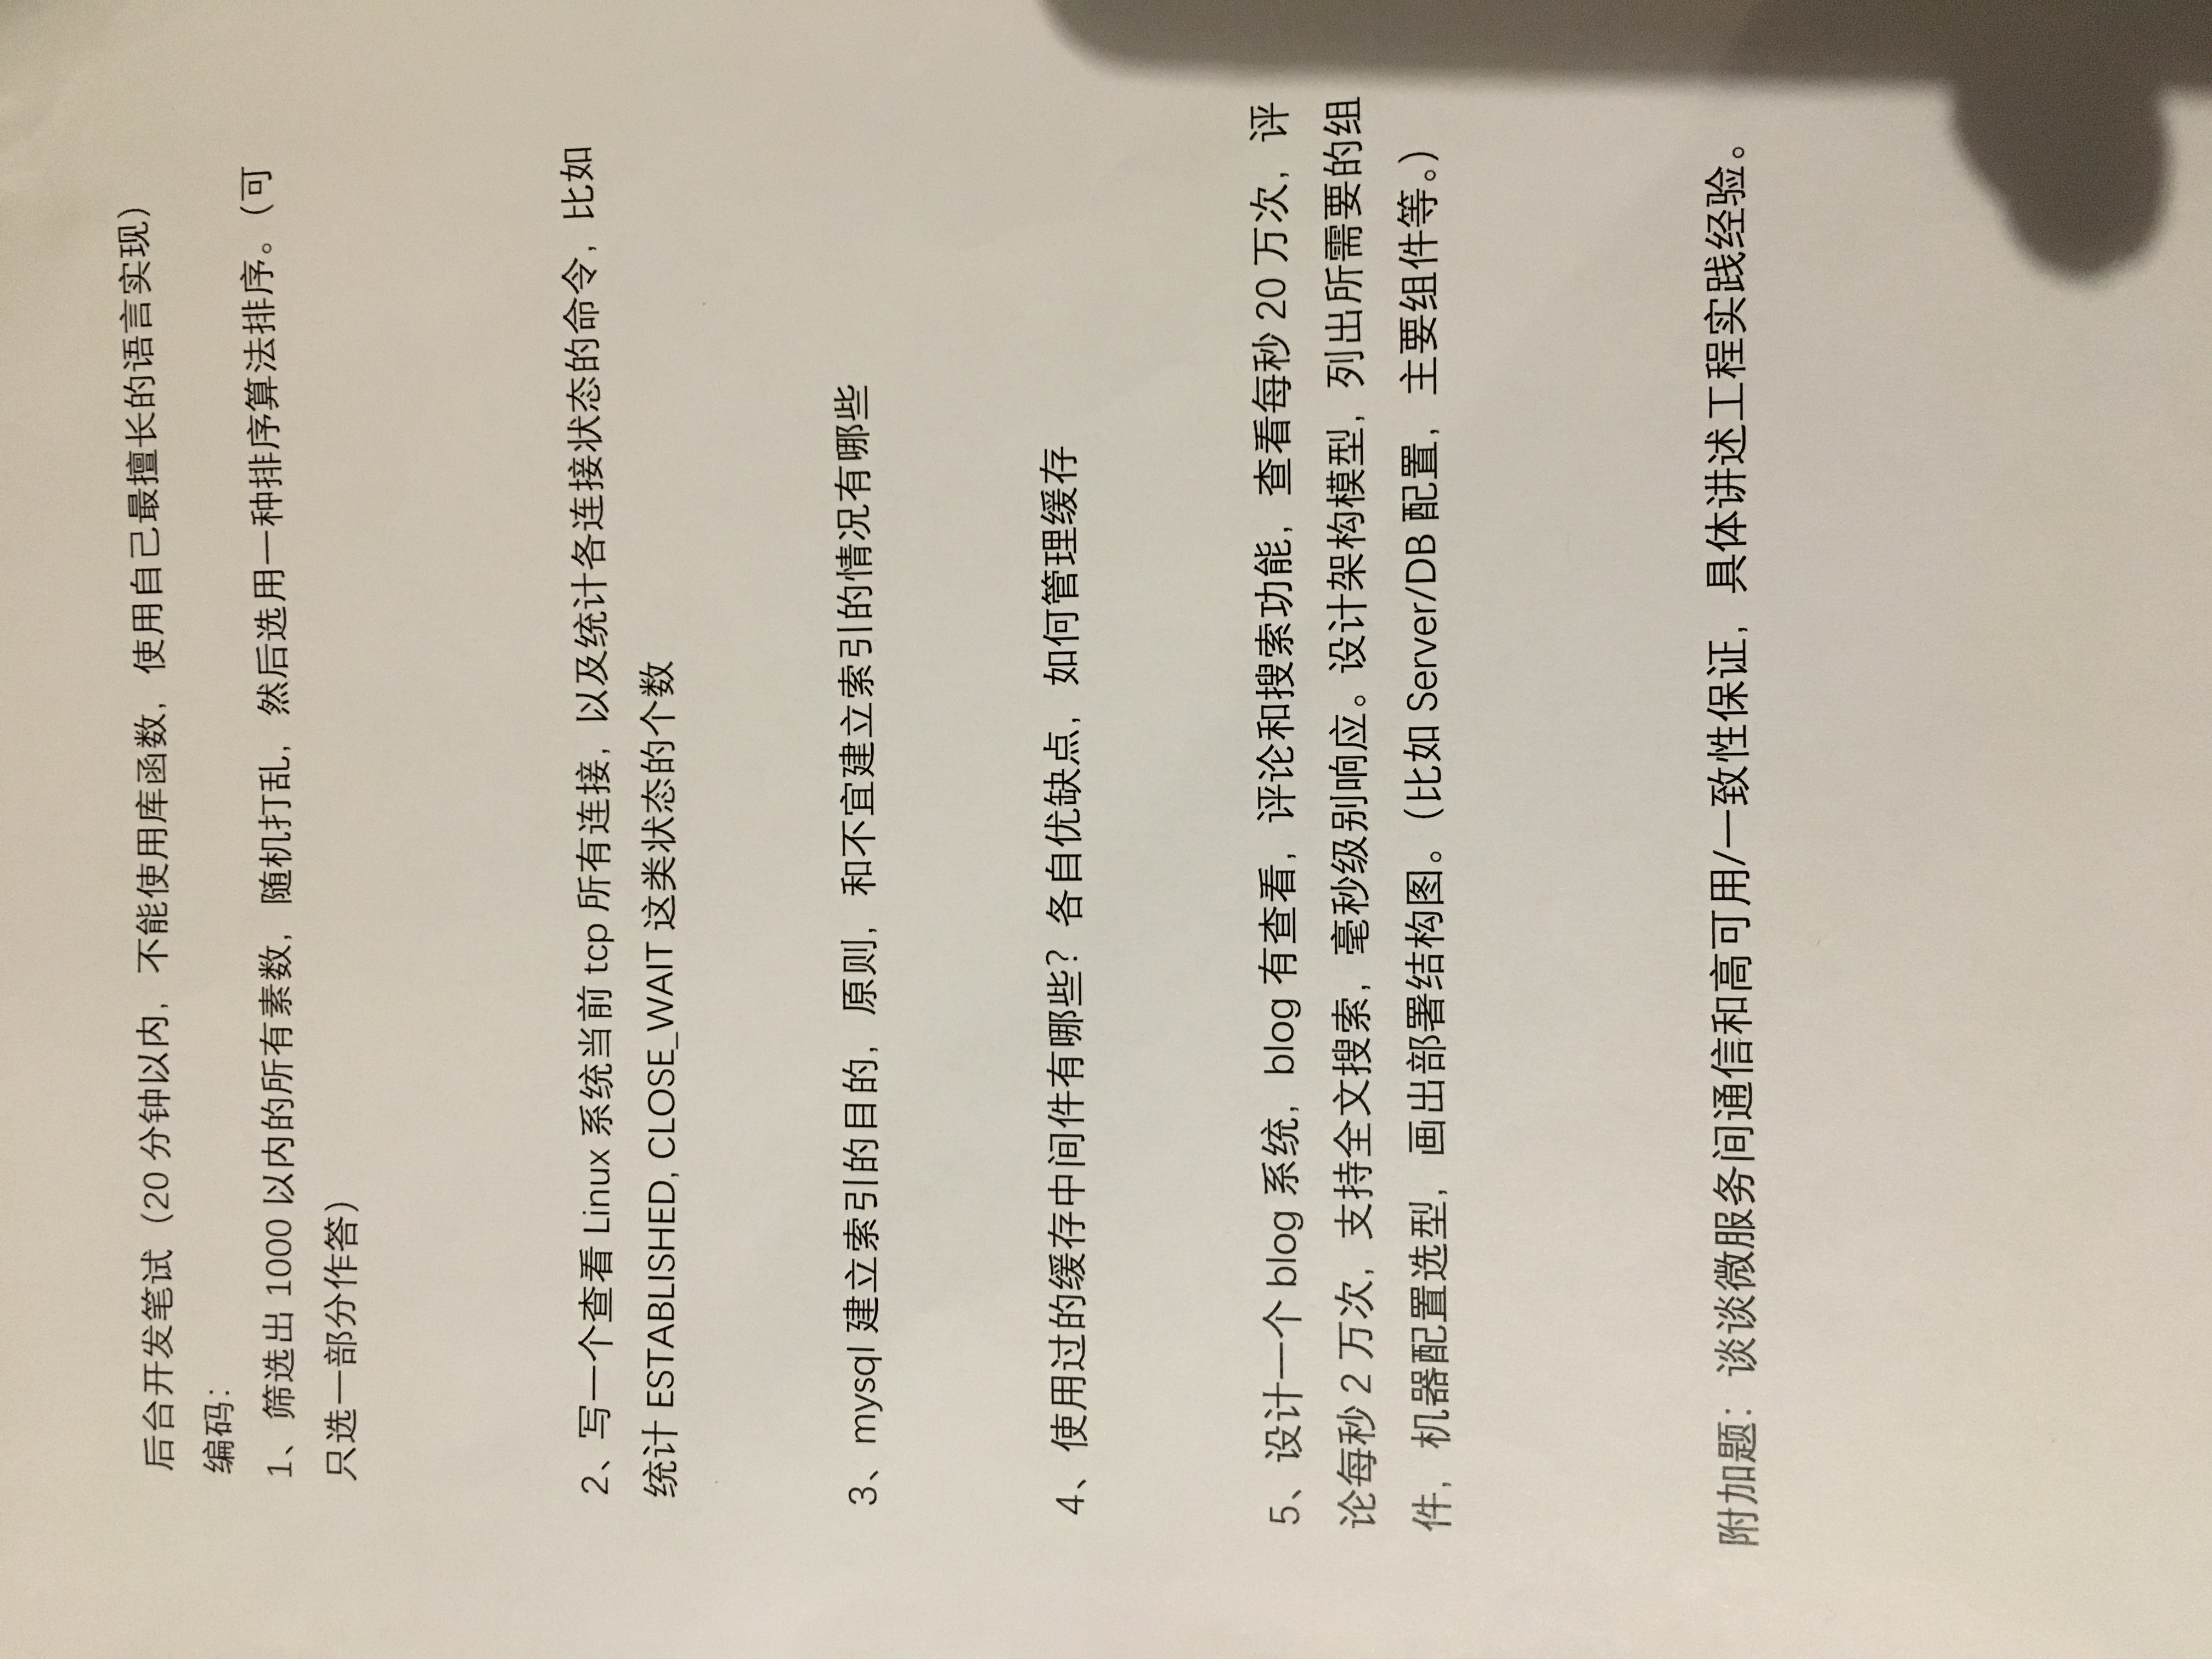 后台开发笔试（20 分钟以内，不能使用库函数，使用自己最擅长的语言实现）
编码：
1、筛选出 1000 以内的所有素数，随机打乱，然后选用一种排序算法排序。（可
只选一部分作答）
2、写一个查看 Linux 系统当前 tcp 所有连接，以及统计各连接状态的命令，比如
统计 ESTABLISHED, CLOSE_WAIT 这类状态的个数
3、mysql 建立索引的目的，原则，和不宜建立索引的情况有哪些
4、使用过的缓存中间件有哪些？各自优缺点，如何管理缓存
5、设计一个 blog 系统，blog 有查看，评论和搜索功能，查看每秒 20 万次，评
论每秒 2 万次，支持全文搜索，毫秒级别响应。设计架构模型，列出所需要的组
件，机器配置选型，画出部署结构图。（比如 Server/DB 配置，主要组件等。）
附加题：谈谈微服务间通信和高可用/一致性保证，具体讲述工程实践经验。